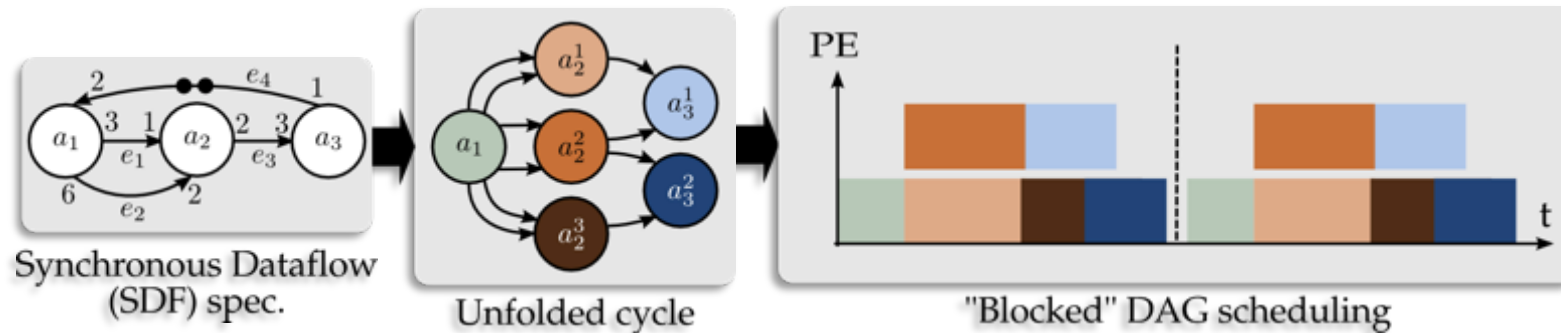 2 e₄ 1
a₁ 3 1 a₂ 2 3 a₃
e₁ e₃
6 e₂ 2
Synchronous Dataflow
(SDF) spec.
a₂¹
a₃¹
a₁ a₂²
a₃²
a₂³
Unfolded cycle
PE
t
"Blocked" DAG scheduling